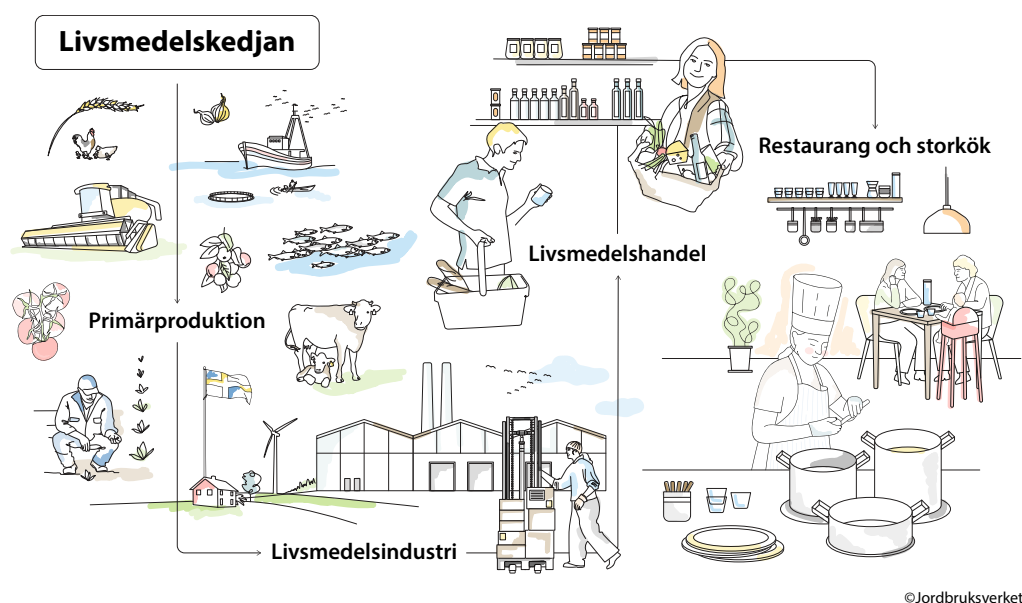 Livsmedelskedjan
Primärproduktion
Livsmedelsindustri
Livsmedelshandel
Restaurang och storkök
©Jordbruksverket